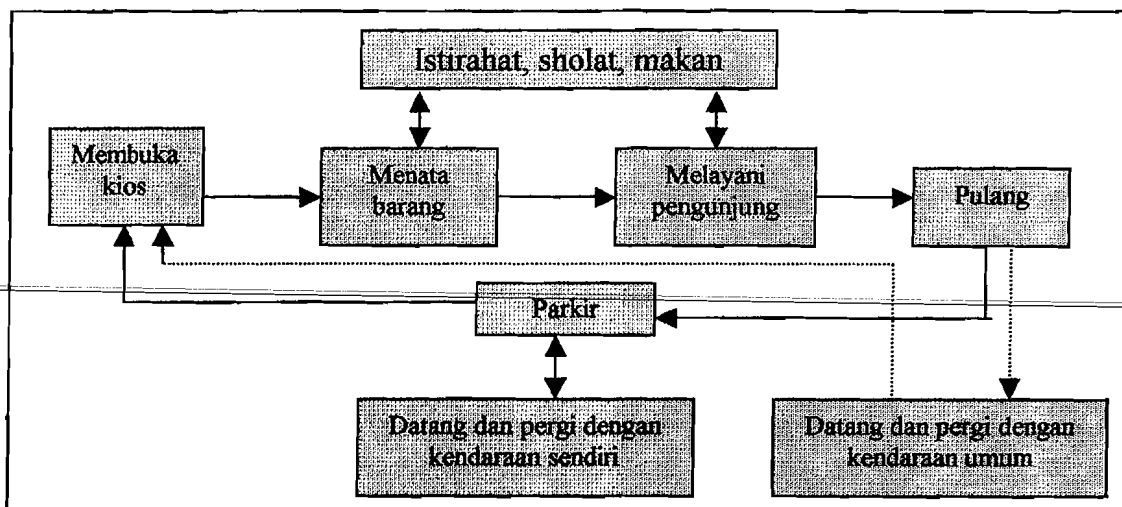 Istirahat, sholat, makan
Membuka
kios
Menata
barang
Melayani
pengunjung
Pulang
Parkir
Datang dan pergi dengan
kendaraan sendiri
Datang dan pergi dengan
kendaraan umum